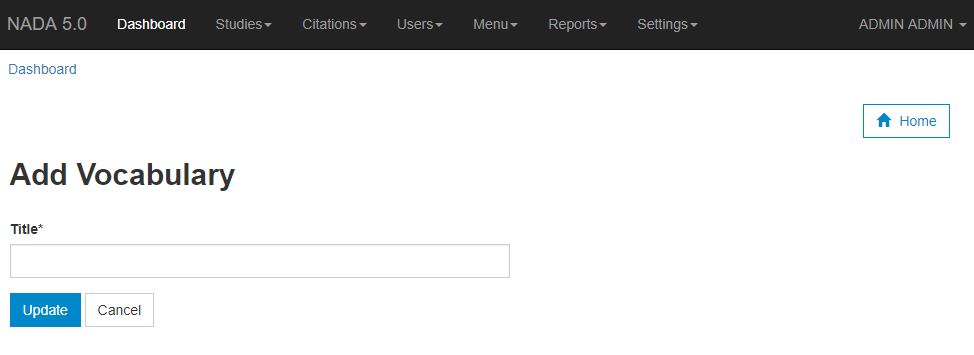 NADA 5.0 Dashboard Studies Citations Users Menu Reports Settings ADMIN ADMIN
Dashboard
Home
Add Vocabulary
Title*
Update Cancel